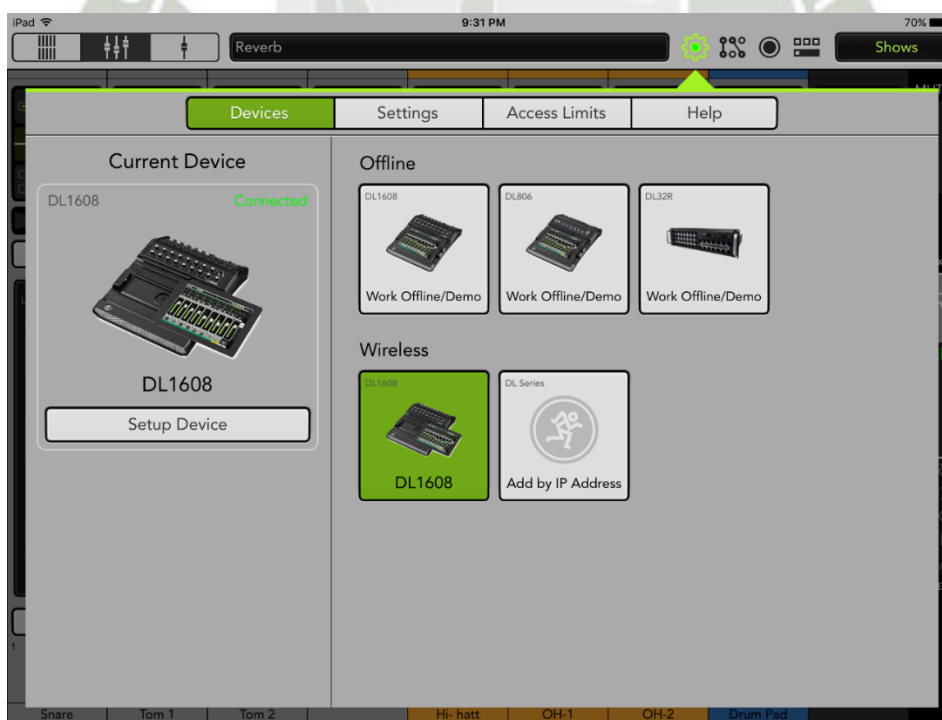 iPad 9:31 PM 70%
Reverb Shows
Devices Settings Access Limits Help
Current Device
DL1608 Connected
DL1608
Setup Device
Offline
DL1608 DL806 DL32R
Work Offline/Demo Work Offline/Demo Work Offline/Demo
Wireless
DL1608 DL Series
DL1608 Add by IP Address
1
Snare Tom 1 Tom 2 Hi- hatt OH-1 OH-2 Drum Pad